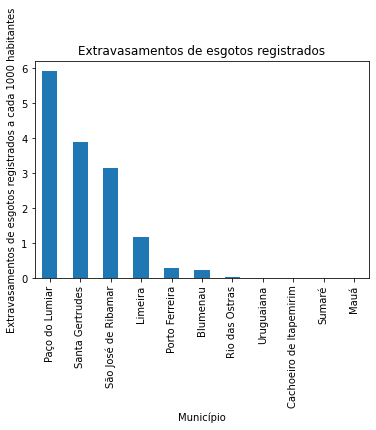 Extravasamentos de esgotos registrados
Extravasamentos de esgotos registrados a cada 1000 habitantes
6
5
4
3
2
1
0
Paço do Lumiar
Santa Gertrudes
São José de Ribamar
Limeira
Porto Ferreira
Blumenau
Rio das Ostras
Uruguaiana
Cachoeiro de Itapemirim
Sumaré
Mauá
Município